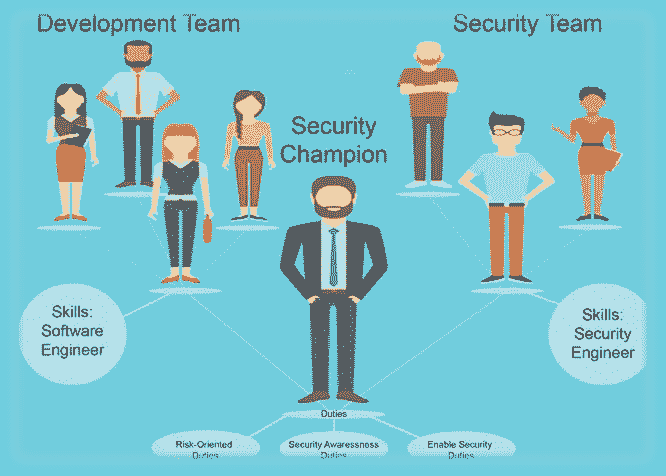 Development Team
Security Team
Security
Champion
Skills:
Software
Engineer
Skills:
Security
Engineer
Duties
Risk-Oriented
Duties
Security Awaressness
Duties
Enable Security
Duties